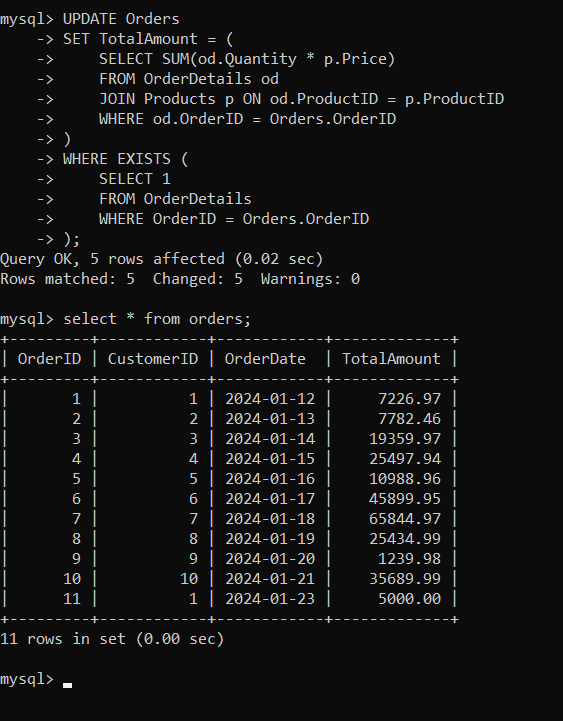 mysql> UPDATE Orders
    -> SET TotalAmount = (
    ->     SELECT SUM(od.Quantity * p.Price)
    ->     FROM OrderDetails od
    ->     JOIN Products p ON od.ProductID = p.ProductID
    ->     WHERE od.OrderID = Orders.OrderID
    -> )
    -> WHERE EXISTS (
    ->     SELECT 1
    ->     FROM OrderDetails
    ->     WHERE OrderID = Orders.OrderID
    -> );
Query OK, 5 rows affected (0.02 sec)
Rows matched: 5  Changed: 5  Warnings: 0

mysql> select * from orders;
+---------+------------+------------+-------------+
| OrderID | CustomerID | OrderDate  | TotalAmount |
+---------+------------+------------+-------------+
|       1 |          1 | 2024-01-12 |     7226.97 |
|       2 |          2 | 2024-01-13 |     7782.46 |
|       3 |          3 | 2024-01-14 |    19359.97 |
|       4 |          4 | 2024-01-15 |    25497.94 |
|       5 |          5 | 2024-01-16 |    10988.96 |
|       6 |          6 | 2024-01-17 |    45899.95 |
|       7 |          7 | 2024-01-18 |    65844.97 |
|       8 |          8 | 2024-01-19 |    25434.99 |
|       9 |          9 | 2024-01-20 |     1239.98 |
|      10 |         10 | 2024-01-21 |    35689.99 |
|      11 |          1 | 2024-01-23 |     5000.00 |
+---------+------------+------------+-------------+
11 rows in set (0.00 sec)

mysql>